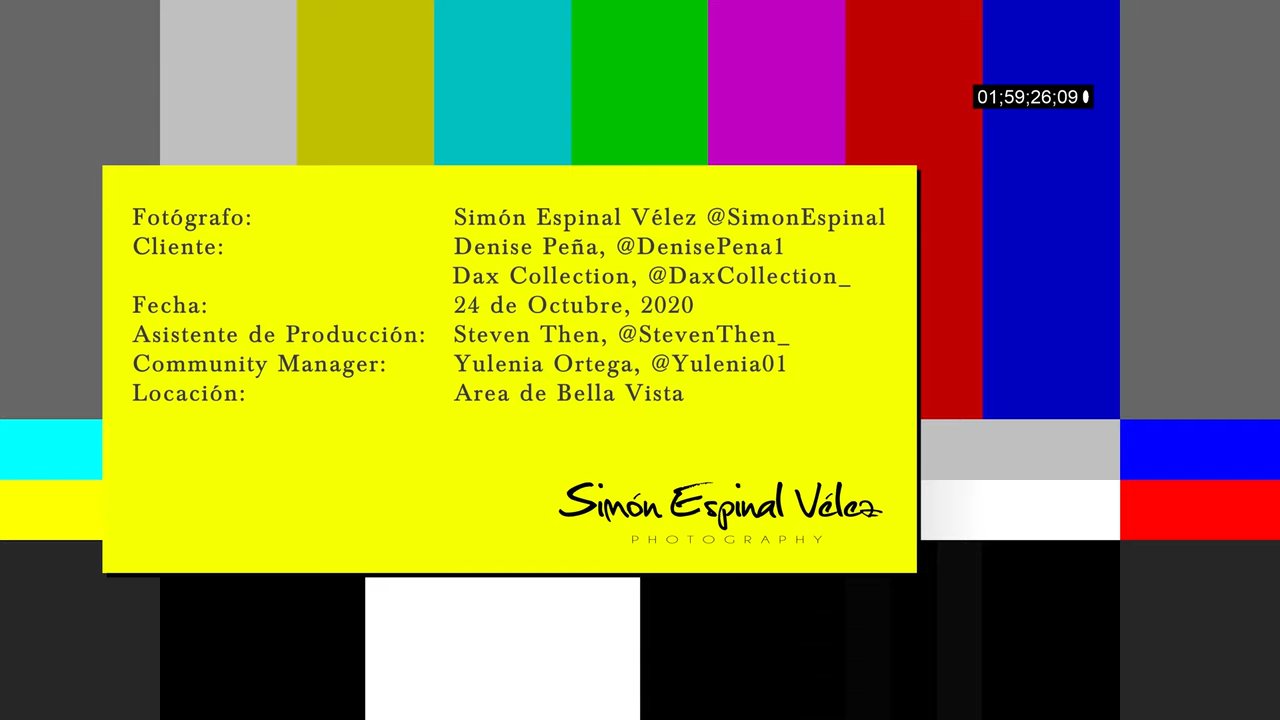 01;59;26;09
Fotógrafo: Simón Espinal Vélez @SimonEspinal
Cliente: Denise Peña, @DenisePena1
Dax Collection, @DaxCollection_
Fecha: 24 de Octubre, 2020
Asistente de Producción: Steven Then, @StevenThen_
Community Manager: Yulenia Ortega, @Yulenia01
Locación: Area de Bella Vista
Simón Espinal Vélez
PHOTOGRAPHY